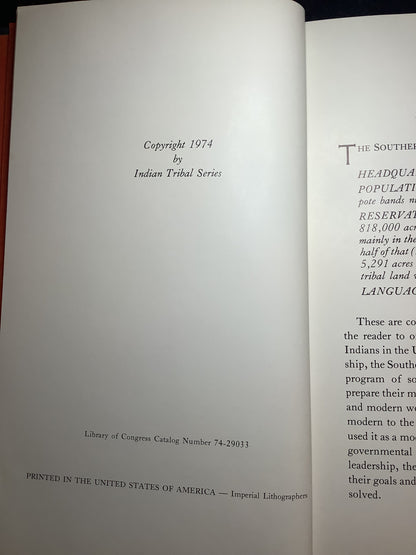 Copyright 1974
by
Indian Tribal Series
Library of Congress Catalog Number 74-29033
PRINTED IN THE UNITED STATES OF AMERICA — Imperial Lithographers
THE SOUTHER
HEADQUA
POPULATI
pote bands n
RESERVAT
818,000 acr
mainly in the
half of that (
5,291 acres
tribal land
LANGUAG
These are co
the reader to o
Indians in the U
ship, the Southe
program of so
prepare their m
and modern we
modern to the
used it as a mo
governmental
leadership, the
their goals and
solved.